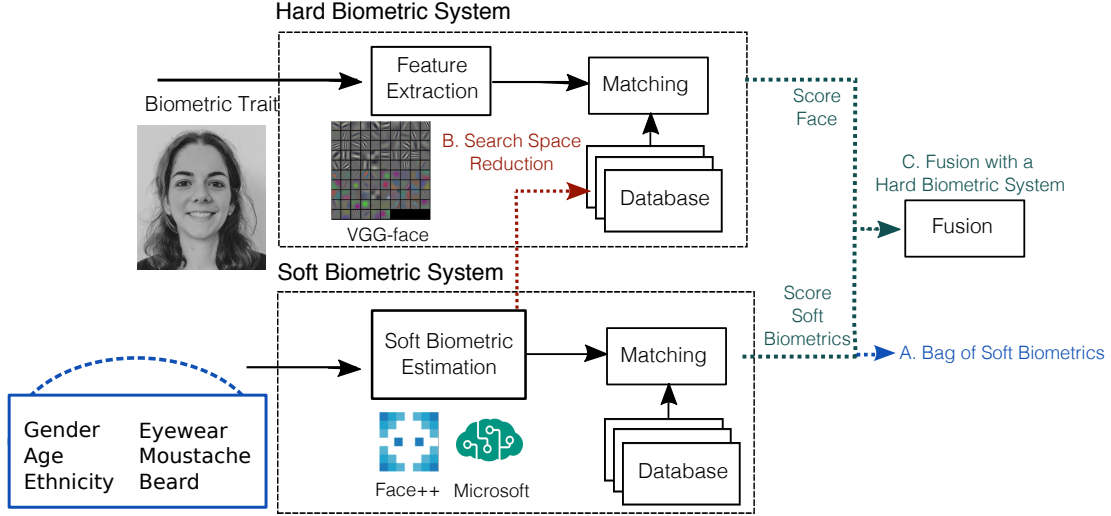 Hard Biometric System
Biometric Trait
Feature
Extraction
Matching
VGG-face
B. Search Space
Reduction
Database
Score
Face
C. Fusion with a
Hard Biometric System
Fusion
Soft Biometric System
Soft Biometric
Estimation
Matching
Score
Soft
Biometrics
A. Bag of Soft Biometrics
Gender
Age
Ethnicity
Eyewear
Moustache
Beard
Face++
Microsoft
Database